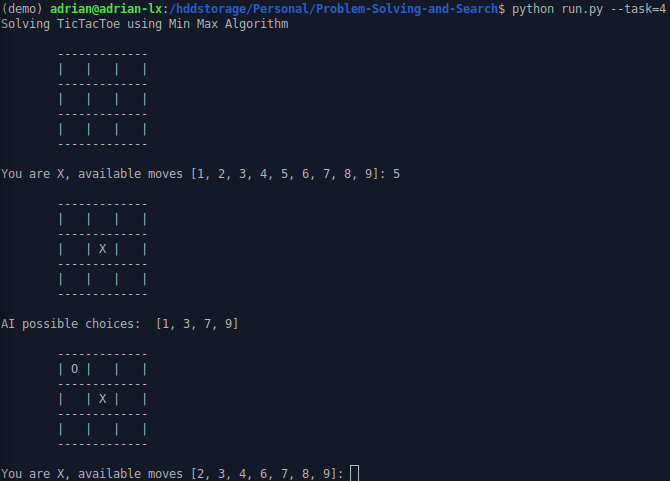 (demo) adrian@adrian-lx:/hddstorage/Personal/Problem-Solving-and-Search$ python run.py --task=4
Solving TicTacToe using Min Max Algorithm
-------------
|   |   |   |
-------------
|   |   |   |
-------------
|   |   |   |
-------------
You are X, available moves [1, 2, 3, 4, 5, 6, 7, 8, 9]: 5
-------------
|   |   |   |
-------------
|   | X |   |
-------------
|   |   |   |
-------------
AI possible choices:  [1, 3, 7, 9]
-------------
| O |   |   |
-------------
|   | X |   |
-------------
|   |   |   |
-------------
You are X, available moves [2, 3, 4, 6, 7, 8, 9]: